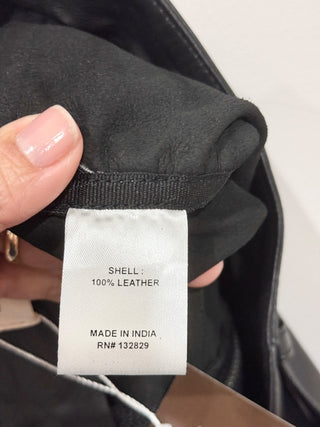 SHELL :
100% LEATHER
MADE IN INDIA
RN# 132829